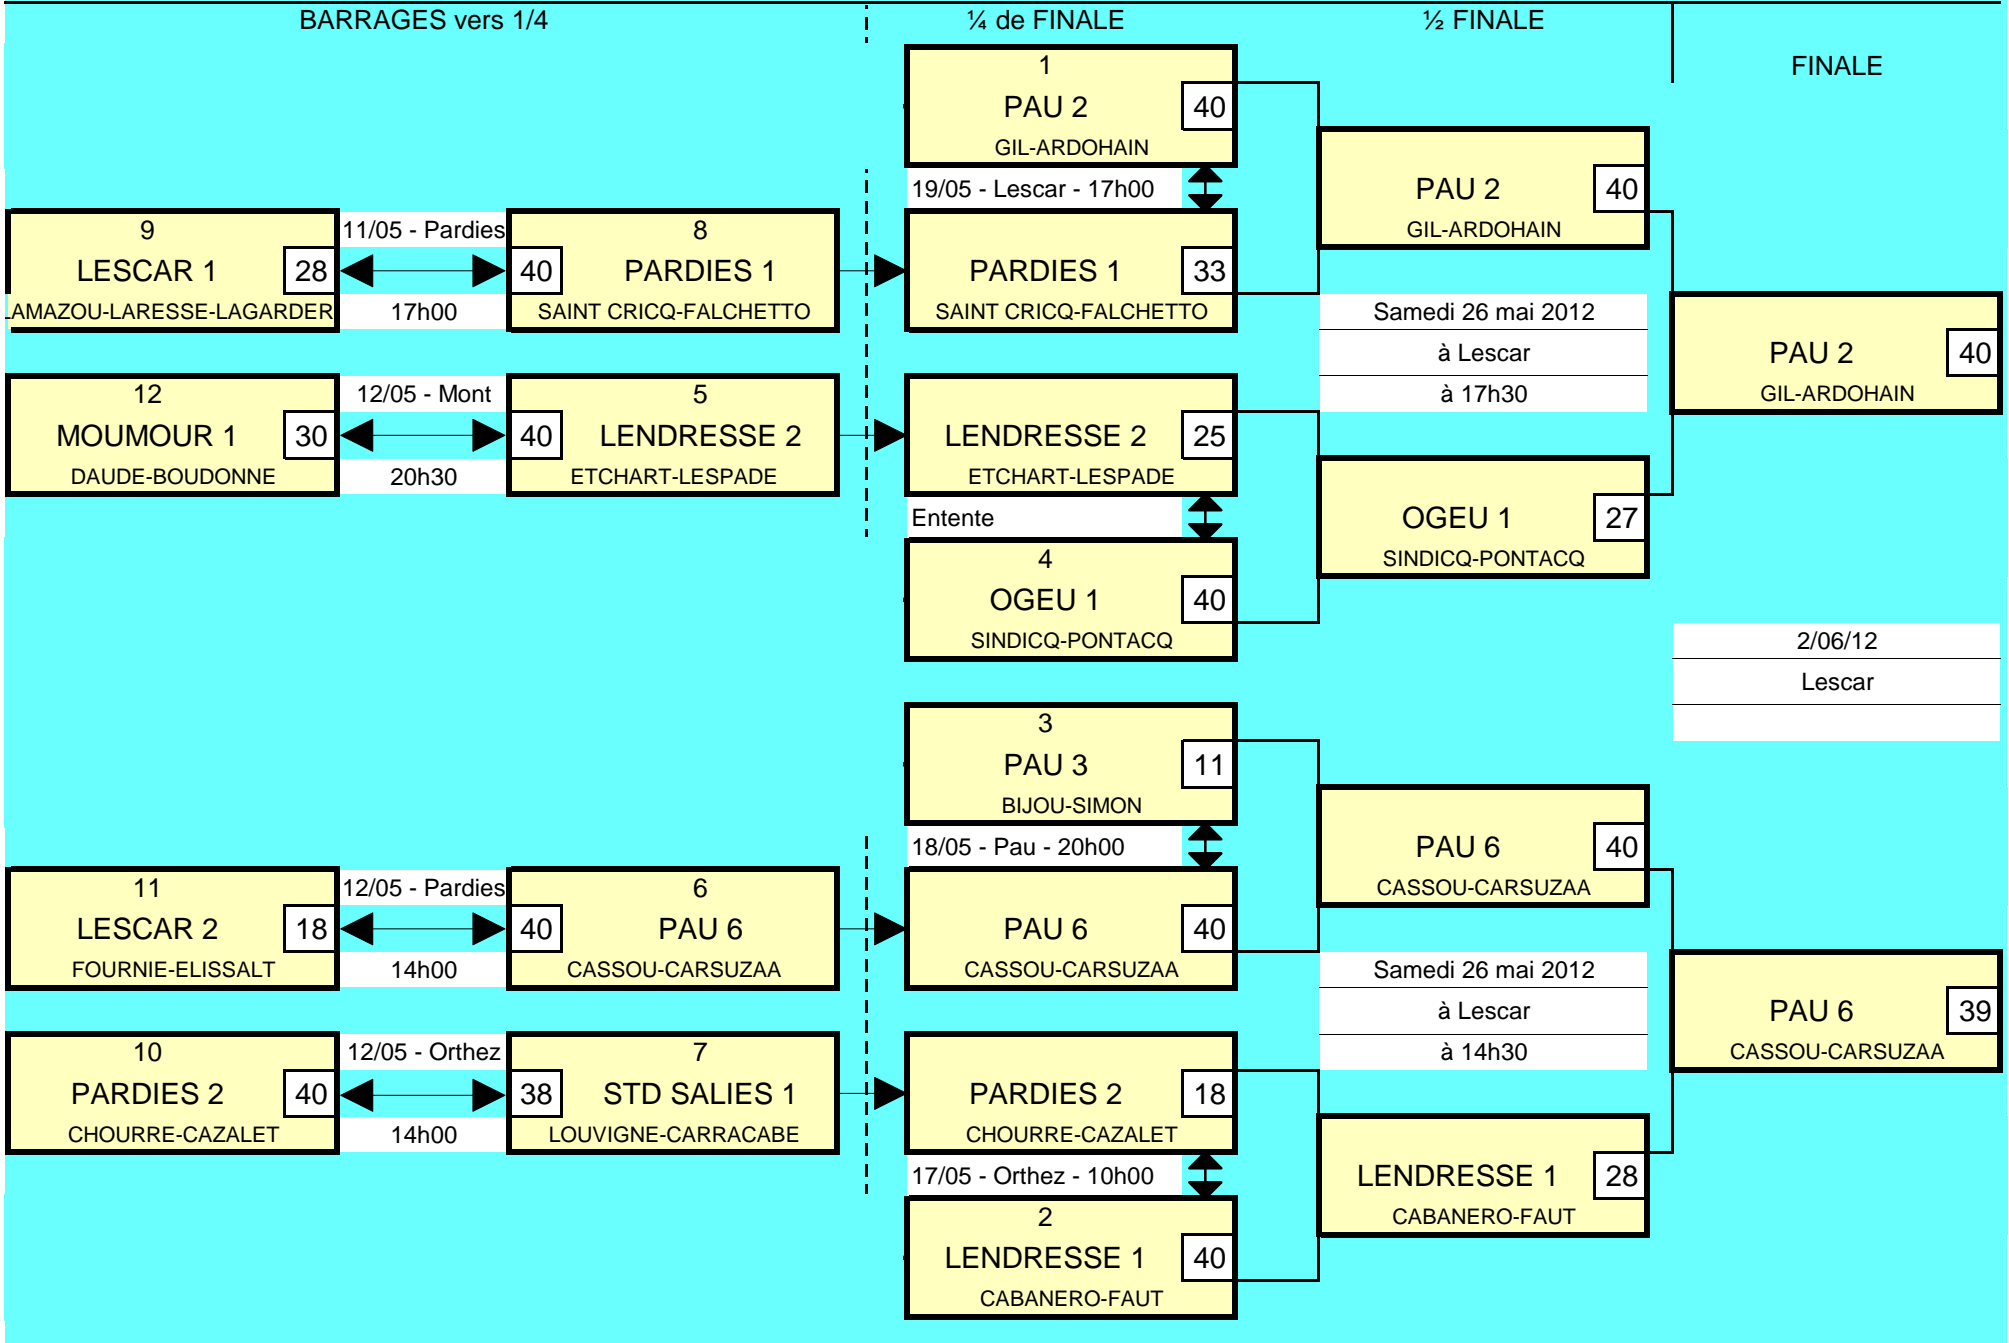 BARRAGES vers 1/4
¼ de FINALE
½ FINALE
FINALE
9
LESCAR 1
28
AMAZOU-LARESSE-LAGARDER
11/05 - Pardies
17h00
8
40
PARDIES 1
SAINT CRICQ-FALCHETTO
12
MOUMOUR 1
30
DAUDE-BOUDONNE
12/05 - Mont
20h30
5
40
LENDRESSE 2
ETCHART-LESPADE
11
LESCAR 2
18
FOURNIE-ELISSALT
12/05 - Pardies
14h00
6
40
PAU 6
CASSOU-CARSUZAA
10
PARDIES 2
40
CHOURRE-CAZALET
12/05 - Orthez
14h00
7
38
STD SALIES 1
LOUVIGNE-CARRACABE
1
PAU 2
40
GIL-ARDOHAIN
19/05 - Lescar - 17h00
PARDIES 1
33
SAINT CRICQ-FALCHETTO
LENDRESSE 2
25
ETCHART-LESPADE
Entente
4
OGEU 1
40
SINDICQ-PONTACQ
3
PAU 3
11
BIJOU-SIMON
18/05 - Pau - 20h00
PAU 6
40
CASSOU-CARSUZAA
PARDIES 2
18
CHOURRE-CAZALET
17/05 - Orthez - 10h00
2
LENDRESSE 1
40
CABANERO-FAUT
PAU 2
40
GIL-ARDOHAIN
Samedi 26 mai 2012
à Lescar
à 17h30
OGEU 1
27
SINDICQ-PONTACQ
PAU 6
40
CASSOU-CARSUZAA
Samedi 26 mai 2012
à Lescar
à 14h30
LENDRESSE 1
28
CABANERO-FAUT
PAU 2
40
GIL-ARDOHAIN
2/06/12
Lescar
PAU 6
39
CASSOU-CARSUZAA